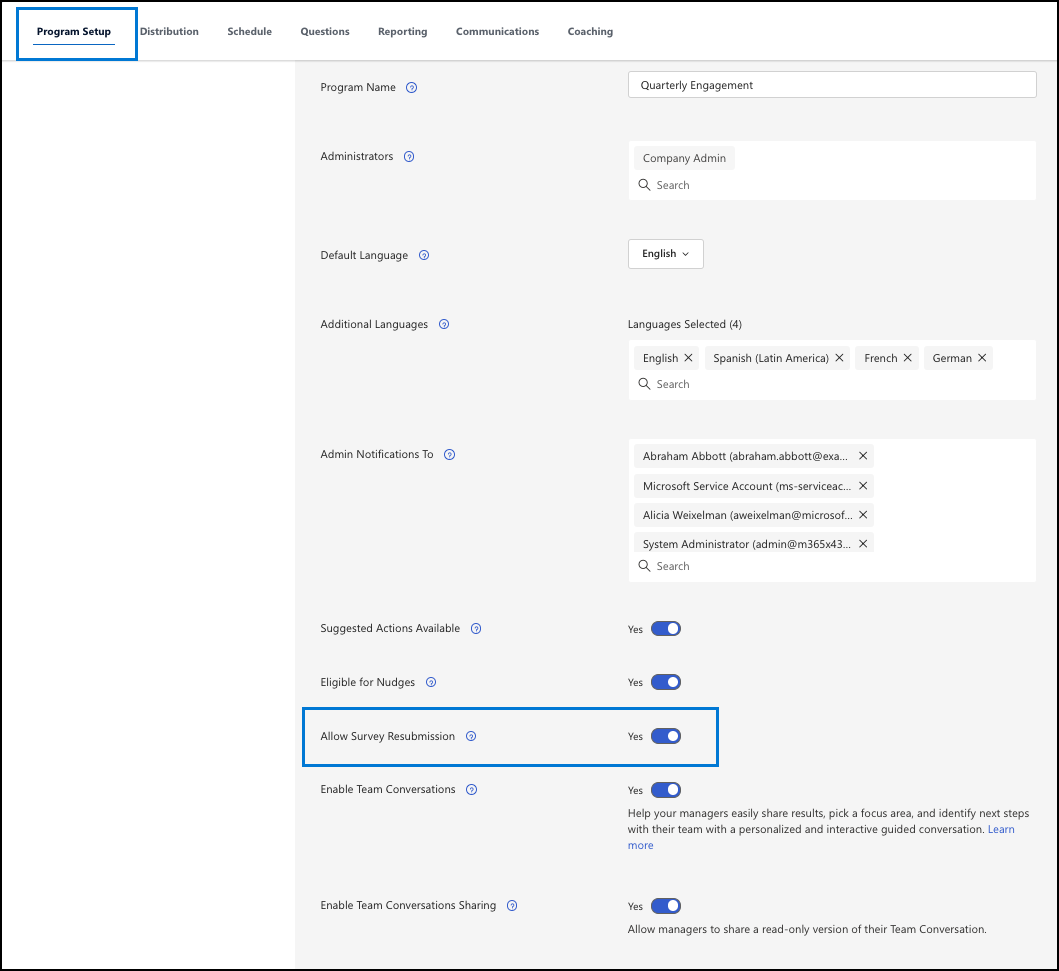 Program Setup Distribution Schedule Questions Reporting Communications Coaching
Program Name Quarterly Engagement
Administrators Company Admin
Search
Default Language English
Additional Languages Languages Selected (4)
English Spanish (Latin America) French German
Search
Admin Notifications To Abraham Abbott (abraham.abbott@exa...
Microsoft Service Account (ms-serviceac...
Alicia Weixelman (aweixelman@microsof...
System Administrator (admin@m365x43...
Search
Suggested Actions Available Yes
Eligible for Nudges Yes
Allow Survey Resubmission Yes
Enable Team Conversations Yes
Help your managers easily share results, pick a focus area, and identify next steps
with their team with a personalized and interactive guided conversation. Learn
more
Enable Team Conversations Sharing Yes
Allow managers to share a read-only version of their Team Conversation.